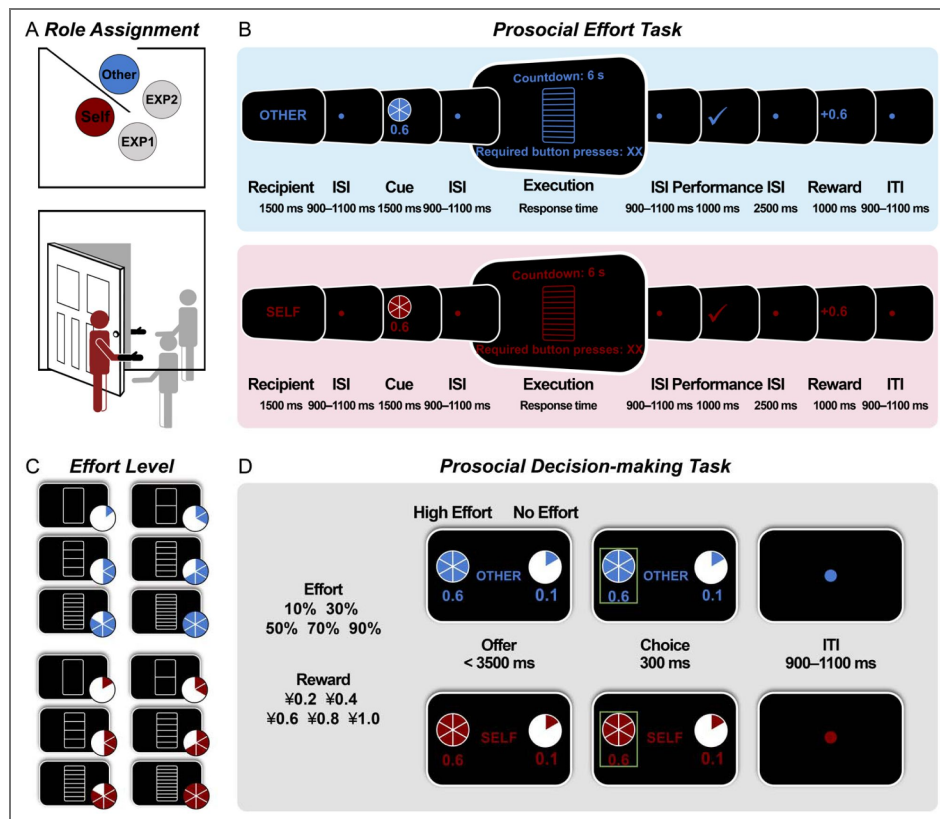 A Role Assignment
Other
EXP2
Self
EXP1
B Prosocial Effort Task
Countdown: 6 s
OTHER
0.6
+0.6
Required button presses: XX
Recipient ISI Cue ISI Execution ISI Performance ISI Reward ITI
1500 ms 900–1100 ms 1500 ms 900–1100 ms Response time 900–1100 ms 1000 ms 2500 ms 1000 ms 900–1100 ms
Countdown: 6 s
SELF
0.6
+0.6
Required button presses: XX
Recipient ISI Cue ISI Execution ISI Performance ISI Reward ITI
1500 ms 900–1100 ms 1500 ms 900–1100 ms Response time 900–1100 ms 1000 ms 2500 ms 1000 ms 900–1100 ms
C Effort Level
D Prosocial Decision-making Task
High Effort No Effort
OTHER OTHER
0.6 0.1 0.6 0.1
Effort
10% 30%
50% 70% 90%
Offer Choice ITI
< 3500 ms 300 ms 900–1100 ms
Reward
¥0.2 ¥0.4
¥0.6 ¥0.8 ¥1.0
SELF SELF
0.6 0.1 0.6 0.1